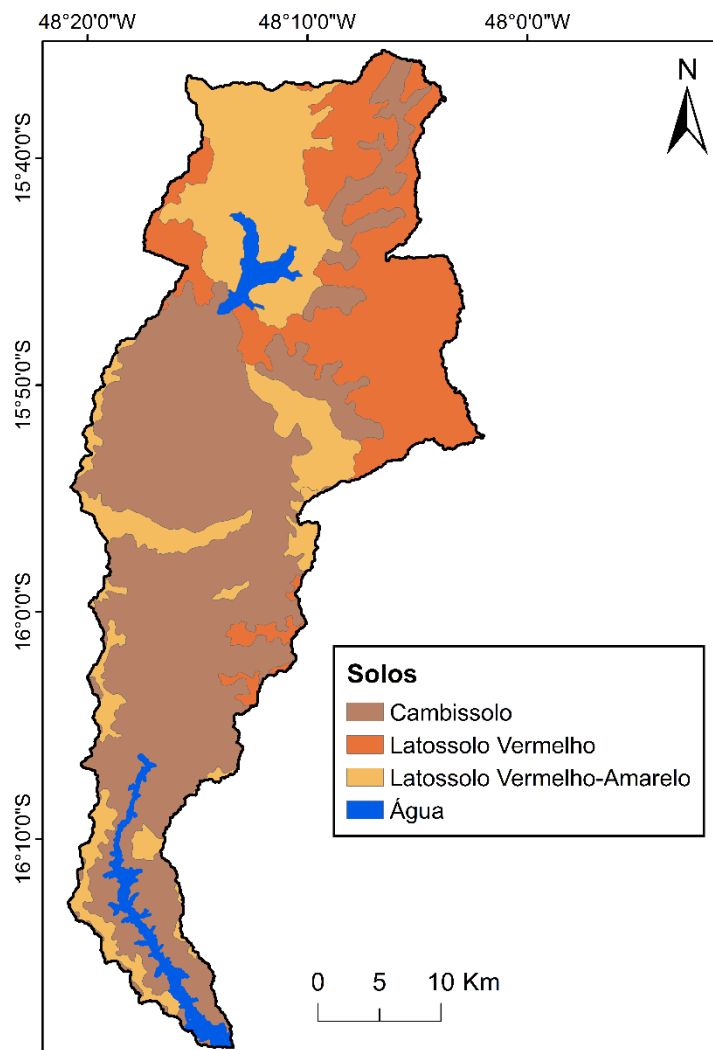 48°20'0"W 48°10'0"W 48°0'0"W
N
15°40'0"S
15°50'0"S
16°0'0"S
Solos
Cambissolo
Latossolo Vermelho
Latossolo Vermelho-Amarelo
Água
16°10'0"S
0 5 10 Km